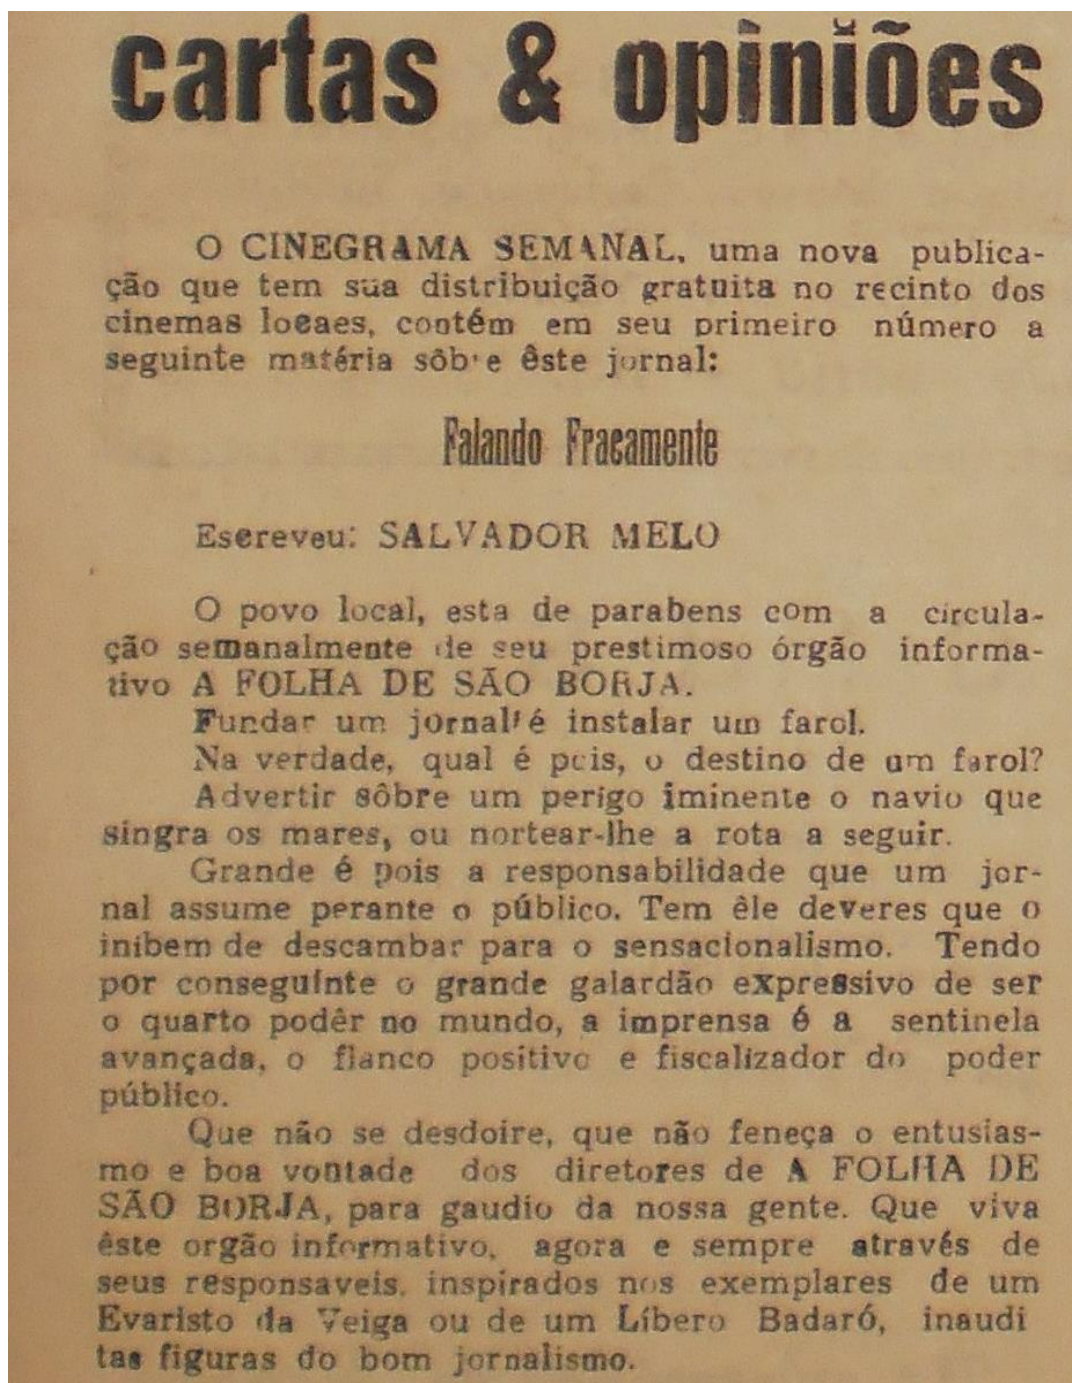 cartas & opiniões
O CINEGRAMA SEMANAL, uma nova publica-
ção que tem sua distribuição gratuita no recinto dos
cinemas locaes, contém em seu primeiro número a
seguinte matéria sôbre êste jornal:
Falando Fracamente
Escreveu: SALVADOR MELO
O povo local, esta de parabens com a circula-
ção semanalmente de seu prestimoso órgão informa-
tivo A FOLHA DE SÃO BORJA.
Fundar um jornal é instalar um farol.
Na verdade, qual é pois, o destino de um farol?
Advertir sôbre um perigo iminente o navio que
singra os mares, ou nortear-lhe a rota a seguir.
Grande é pois a responsabilidade que um jor-
nal assume perante o público. Tem êle deveres que o
inibem de descambar para o sensacionalismo. Tendo
por conseguinte o grande galardão expressivo de ser
o quarto podêr no mundo, a imprensa é a sentinela
avançada, o flanco positivo e fiscalizador do poder
público.
Que não se desdoire, que não feneça o entusias-
mo e boa vontade dos diretores de A FOLHA DE
SÃO BORJA, para gaudio da nossa gente. Que viva
êste orgão informativo, agora e sempre através de
seus responsaveis, inspirados nos exemplares de um
Evaristo da Veiga ou de um Líbero Badaró, inaudi
tas figuras do bom jornalismo.